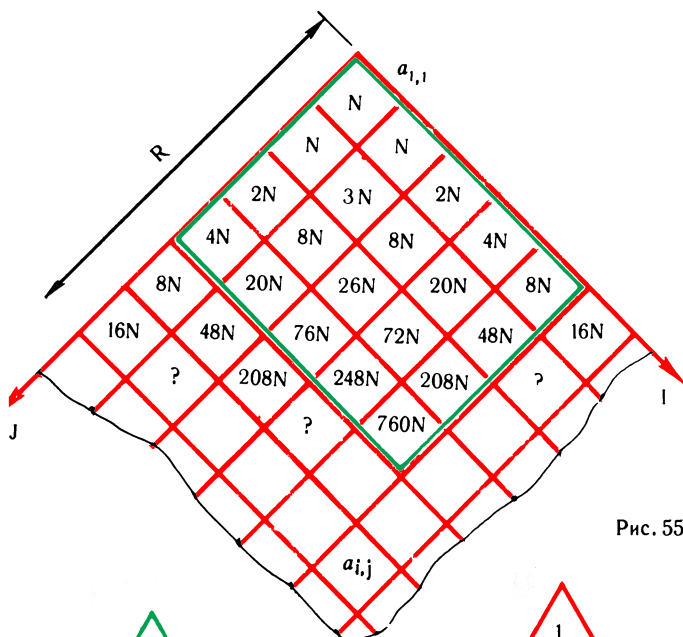 a₁,₁
R
N
N N
2N 3N 2N
4N 8N 8N 4N
8N 20N 26N 20N 8N
16N 48N 76N 72N 48N 16N
? 208N 248N 208N ?
? 760N
J
I
Рис. 55
aᵢ,ⱼ
1